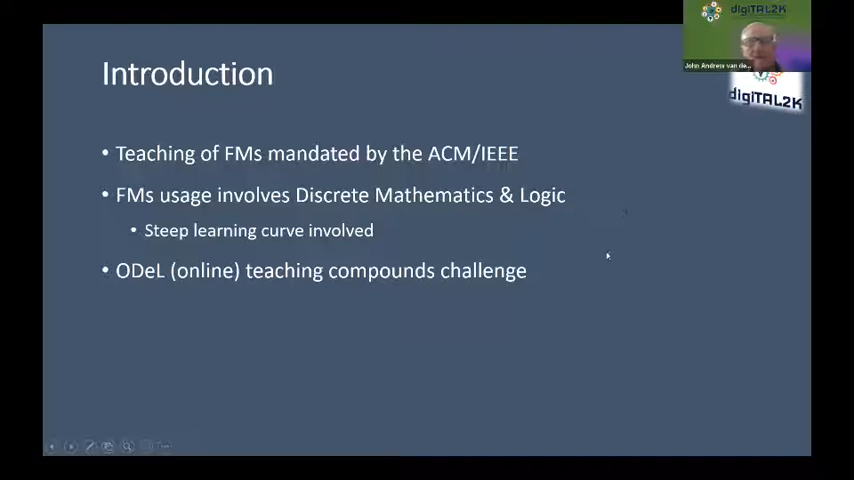 digiTAL2K
John Andrew van de...
digiTAL2K
Introduction
• Teaching of FMs mandated by the ACM/IEEE
• FMs usage involves Discrete Mathematics & Logic
• Steep learning curve involved
• ODeL (online) teaching compounds challenge